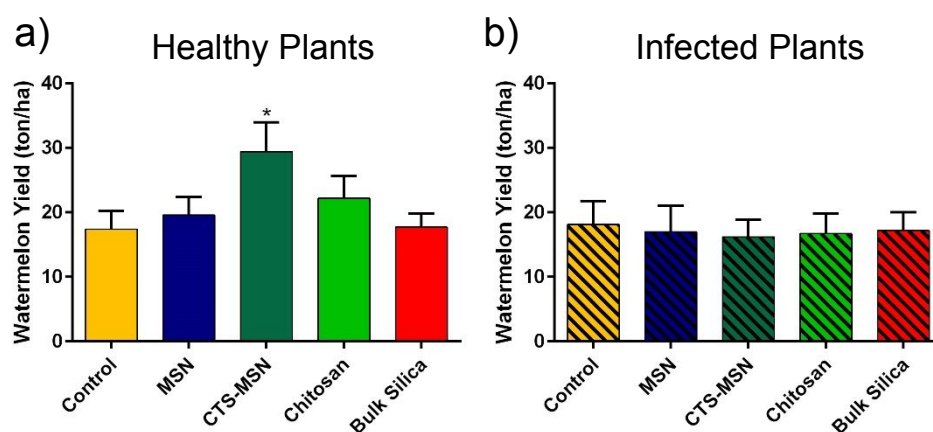 a) Healthy Plants
Watermelon Yield (ton/ha)
40
30
20
10
0
*
Control
MSN
CTS-MSN
Chitosan
Bulk Silica
b) Infected Plants
Watermelon Yield (ton/ha)
40
30
20
10
0
Control
MSN
CTS-MSN
Chitosan
Bulk Silica